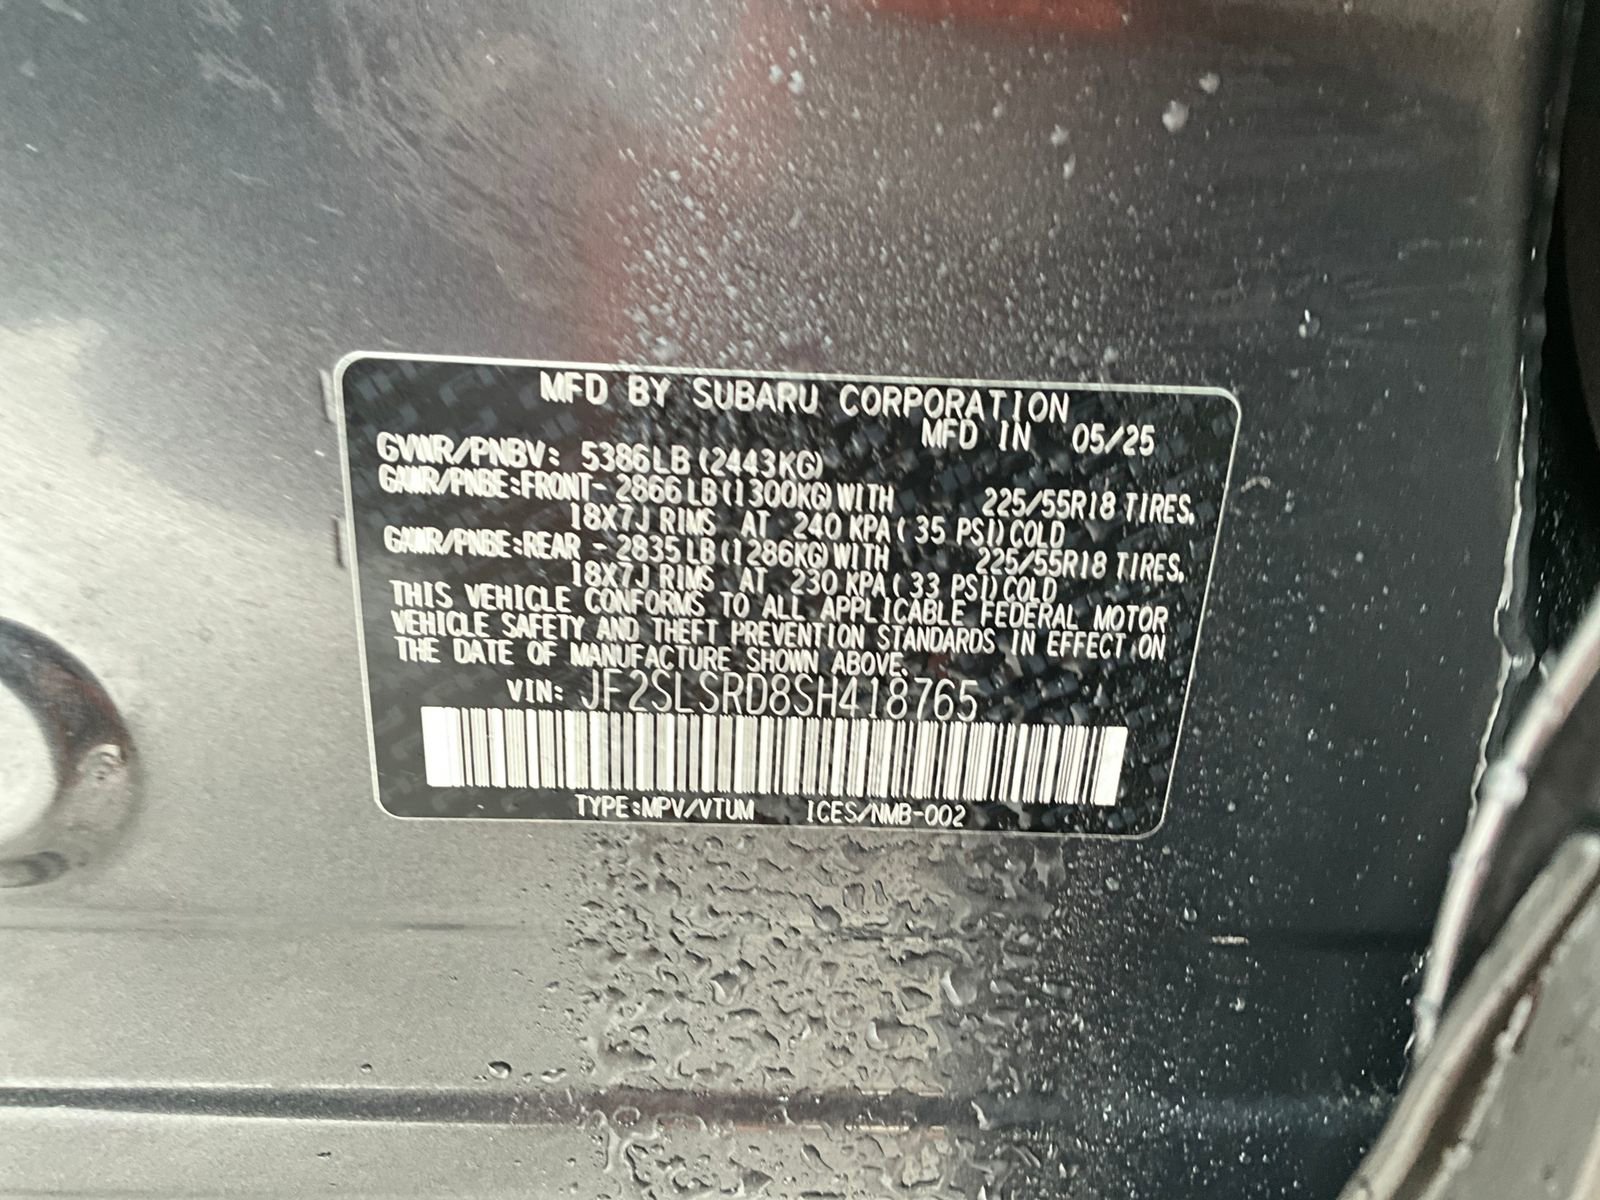 MFD BY SUBARU CORPORATION
MFD IN 05/25
GVWR/PNBV: 5386LB (2443KG)
GAWR/PNBE:FRONT- 2866LB(1300KG)WITH 225/55R18 TIRES,
18X7J RIMS AT 240 KPA( 35 PSI)COLD
GAWR/PNBE:REAR - 2835LB(1286KG)WITH 225/55R18 TIRES,
18X7J RIMS AT 230 KPA( 33 PSI)COLD
THIS VEHICLE CONFORMS TO ALL APPLICABLE FEDERAL MOTOR
VEHICLE SAFETY AND THEFT PREVENTION STANDARDS IN EFFECT ON
THE DATE OF MANUFACTURE SHOWN ABOVE.
VIN: JF2SLSRD8SH418765
TYPE:MPV/VTUM ICES/NMB-002